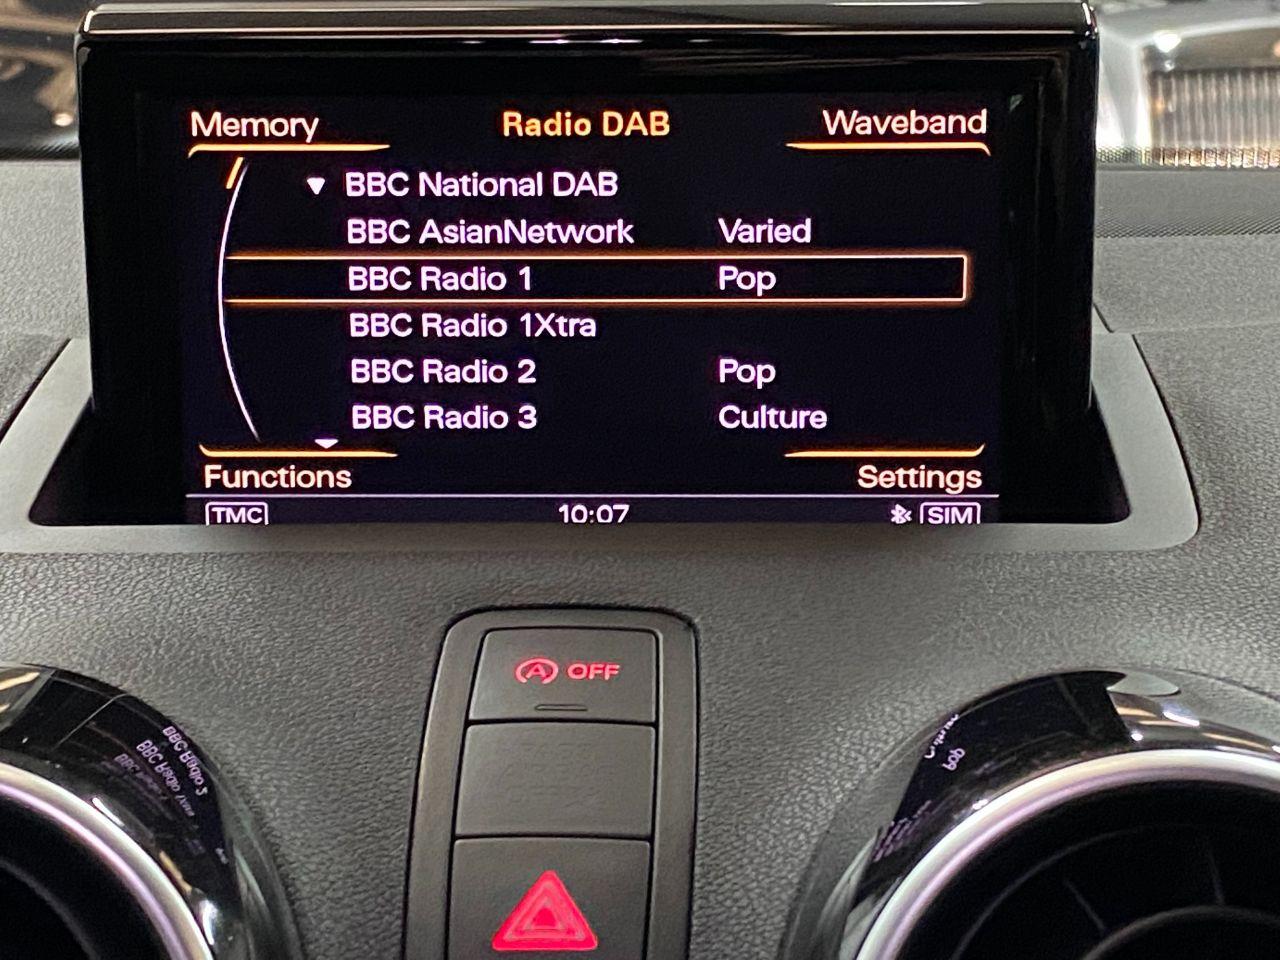 Memory Radio DAB Waveband
BBC National DAB
BBC AsianNetwork Varied
BBC Radio 1 Pop
BBC Radio 1Xtra
BBC Radio 2 Pop
BBC Radio 3 Culture
Functions Settings
TMC 10:07 SIM
A OFF